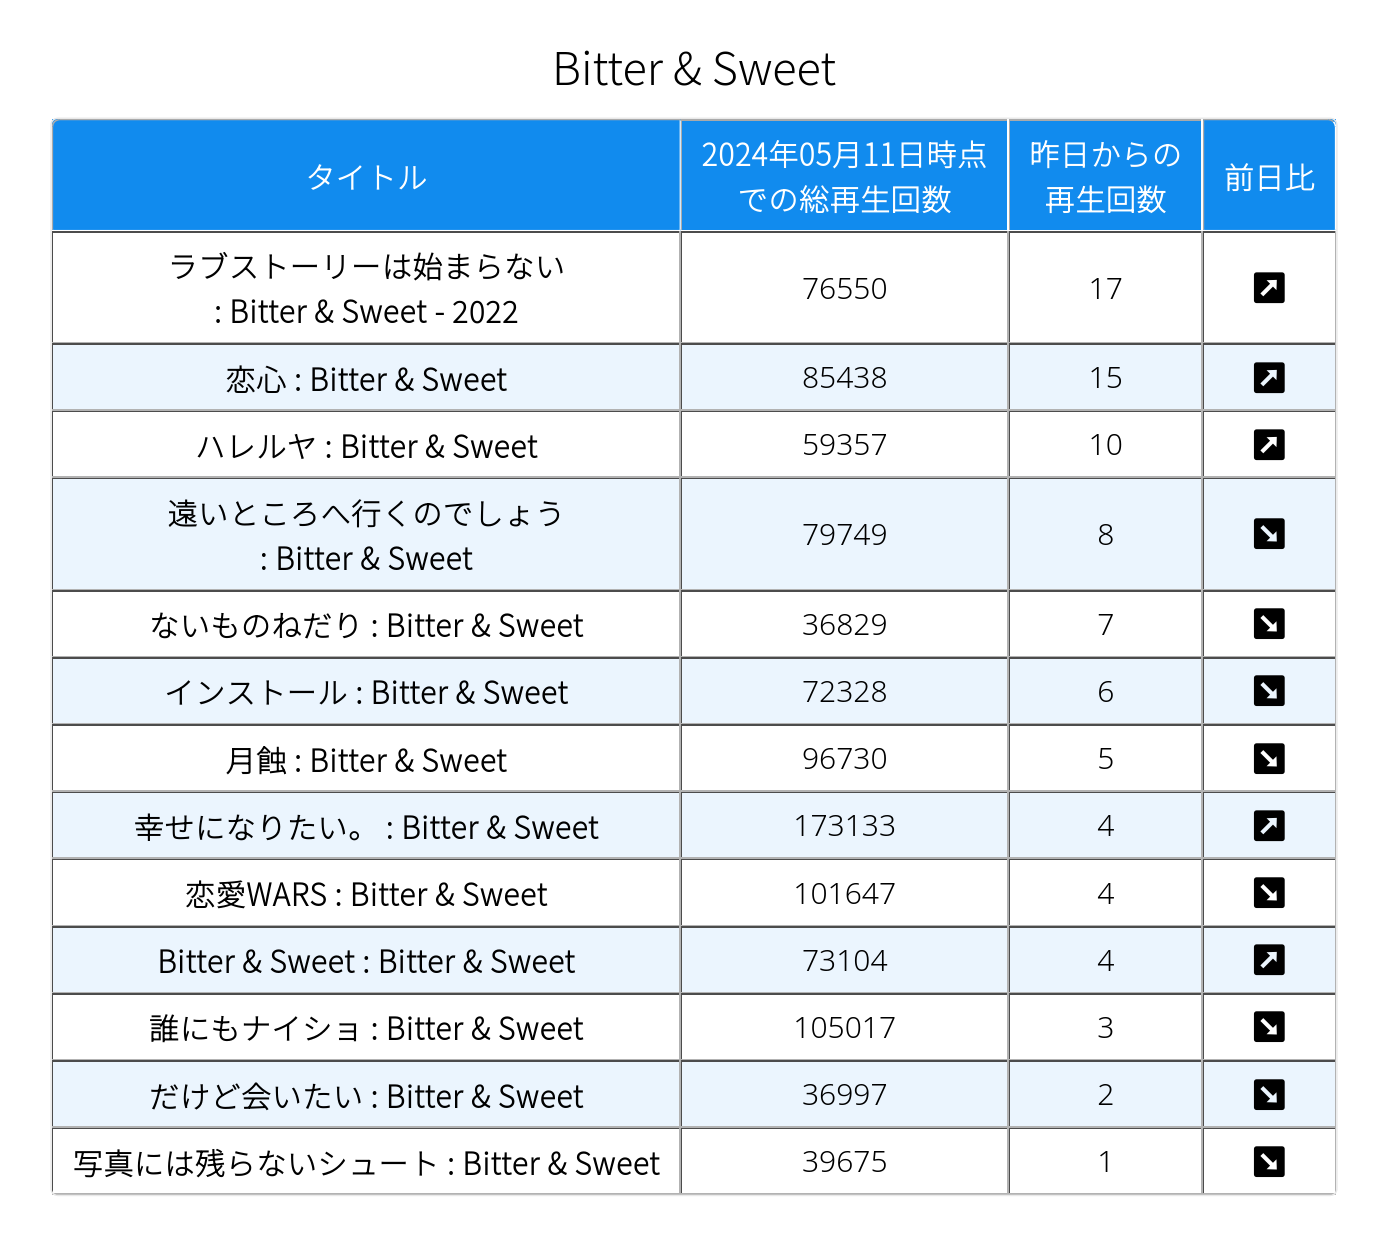 Bitter & Sweet
タイトル
2024年05月11日時点
での総再生回数
昨日からの
再生回数
前日比
ラブストーリーは始まらない
: Bitter & Sweet - 2022
76550
17
恋心 : Bitter & Sweet
85438
15
ハレルヤ : Bitter & Sweet
59357
10
遠いところへ行くのでしょう
: Bitter & Sweet
79749
8
ないものねだり : Bitter & Sweet
36829
7
インストール : Bitter & Sweet
72328
6
月蝕 : Bitter & Sweet
96730
5
幸せになりたい。 : Bitter & Sweet
173133
4
恋愛WARS : Bitter & Sweet
101647
4
Bitter & Sweet : Bitter & Sweet
73104
4
誰にもナイショ : Bitter & Sweet
105017
3
だけど会いたい : Bitter & Sweet
36997
2
写真には残らないシュート : Bitter & Sweet
39675
1